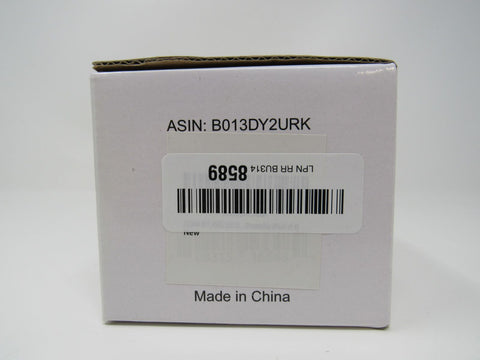 ASIN: B013DY2URK
LPN RR BU314
8589
New
Made in China